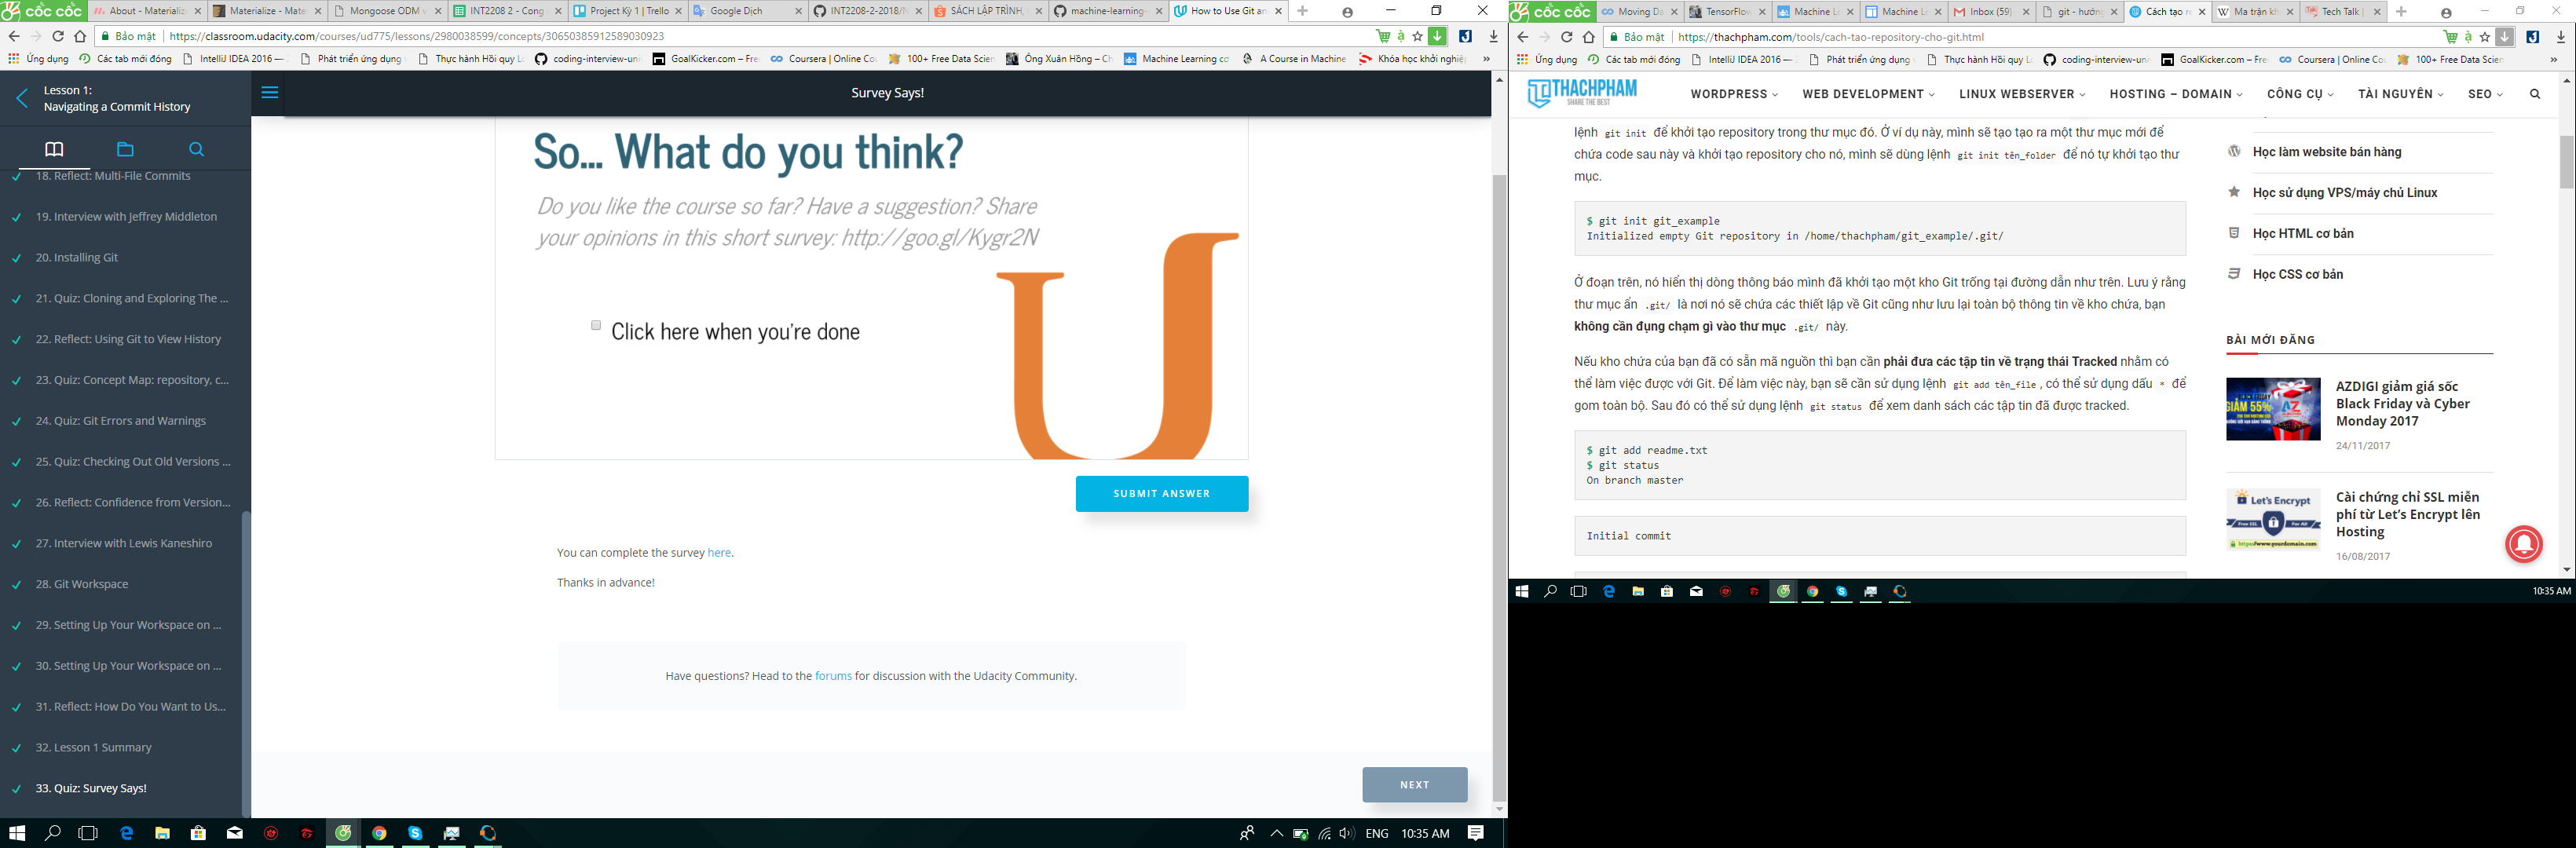 cốc cốc
About - Materializ
Materialize - Mate
Mongoose ODM v
INT2208 2 - Cong
Project Kỳ 1 | Trello
Google Dịch
INT2208-2-2018/N
SÁCH LẬP TRÌNH,
machine-learning-
How to Use Git an
Bảo mật
https://classroom.udacity.com/courses/ud775/lessons/2980038599/concepts/30650385912589030923
Ứng dụng
Các tab mới đóng
IntelliJ IDEA 2016 —
Phát triển ứng dụng
Thực hành Hồi quy L
coding-interview-uni
GoalKicker.com – Fre
Coursera | Online Co
100+ Free Data Scien
Ông Xuân Hồng – Ch
Machine Learning co
A Course in Machine
Khóa học khởi nghiệ
»
Lesson 1:
Navigating a Commit History
18. Reflect: Multi-File Commits
19. Interview with Jeffrey Middleton
20. Installing Git
21. Quiz: Cloning and Exploring The ...
22. Reflect: Using Git to View History
23. Quiz: Concept Map: repository, c...
24. Quiz: Git Errors and Warnings
25. Quiz: Checking Out Old Versions ...
26. Reflect: Confidence from Version...
27. Interview with Lewis Kaneshiro
28. Git Workspace
29. Setting Up Your Workspace on ...
30. Setting Up Your Workspace on ...
31. Reflect: How Do You Want to Us...
32. Lesson 1 Summary
33. Quiz: Survey Says!
Survey Says!
So... What do you think?
Do you like the course so far? Have a suggestion? Share
your opinions in this short survey: http://goo.gl/Kygr2N
Click here when you're done
SUBMIT ANSWER
You can complete the survey here.
Thanks in advance!
Have questions? Head to the forums for discussion with the Udacity Community.
NEXT
ENG
10:35 AM
cốc cốc
Moving Da
TensorFlow
Machine Le
Machine Le
Inbox (59)
git - hướng
Cách tạo re
Ma trận kh
Tech Talk |
Bảo mật
https://thachpham.com/tools/cach-tao-repository-cho-git.html
Ứng dụng
Các tab mới đóng
IntelliJ IDEA 2016 —
Phát triển ứng dụng
Thực hành Hồi quy L
coding-interview-uni
GoalKicker.com – Fre
Coursera | Online Co
100+ Free Data Scien
»
THACHPHAM
SHARE THE BEST
WORDPRESS
WEB DEVELOPMENT
LINUX WEBSERVER
HOSTING – DOMAIN
CÔNG CỤ
TÀI NGUYÊN
SEO
lệnh git init để khởi tạo repository trong thư mục đó. Ở ví dụ này, mình sẽ tạo tạo ra một thư mục mới để
chứa code sau này và khởi tạo repository cho nó, mình sẽ dùng lệnh git init tên_folder để nó tự khởi tạo thư
mục.
$ git init git_example
Initialized empty Git repository in /home/thachpham/git_example/.git/
Ở đoạn trên, nó hiển thị dòng thông báo mình đã khởi tạo một kho Git trống tại đường dẫn như trên. Lưu ý rằng
thư mục ẩn .git/ là nơi nó sẽ chứa các thiết lập về Git cũng như lưu lại toàn bộ thông tin về kho chứa, bạn
không cần đụng chạm gì vào thư mục .git/ này.
Nếu kho chứa của bạn đã có sẵn mã nguồn thì bạn cần phải đưa các tập tin về trạng thái Tracked nhằm có
thể làm việc được với Git. Để làm việc này, bạn sẽ cần sử dụng lệnh git add tên_file , có thể sử dụng dấu * để
gom toàn bộ. Sau đó có thể sử dụng lệnh git status để xem danh sách các tập tin đã được tracked.
$ git add readme.txt
$ git status
On branch master
Initial commit
Học làm website bán hàng
Học sử dụng VPS/máy chủ Linux
Học HTML cơ bản
Học CSS cơ bản
BÀI MỚI ĐĂNG
GIẢM 55%
AZ
AZDIGI giảm giá sốc
Black Friday và Cyber
Monday 2017
24/11/2017
Let's Encrypt
https://www.yourdomain.com
Cài chứng chỉ SSL miễn
phí từ Let's Encrypt lên
Hosting
16/08/2017
10:35 AM